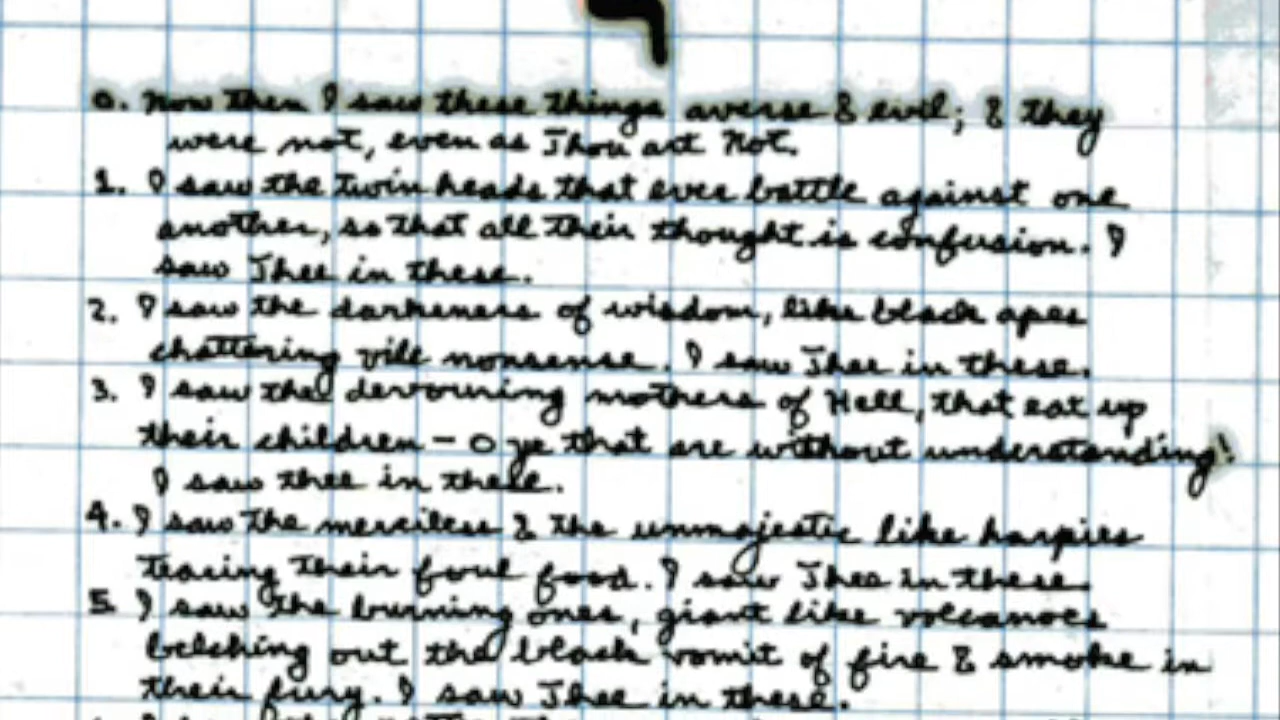 0. Now then I saw these things averse & evil; & they
were not, even as Thou art Not.
1. I saw the twin heads that ever battle against one
another, so that all their thought is confusion. I
saw Thee in these.
2. I saw the darkeners of wisdom, like black apes
chattering vile nonsense. I saw Thee in these.
3. I saw the devouring mothers of Hell, that eat up
their children - O ye that are without understanding!
I saw thee in these.
4. I saw the merciless & the unmajestic like harpies
tearing their foul food. I saw Thee in these
5 I saw the burning ones, giant like volcanoes
belching out the black vomit of fire & smoke in
their fury. I saw Thee in these.